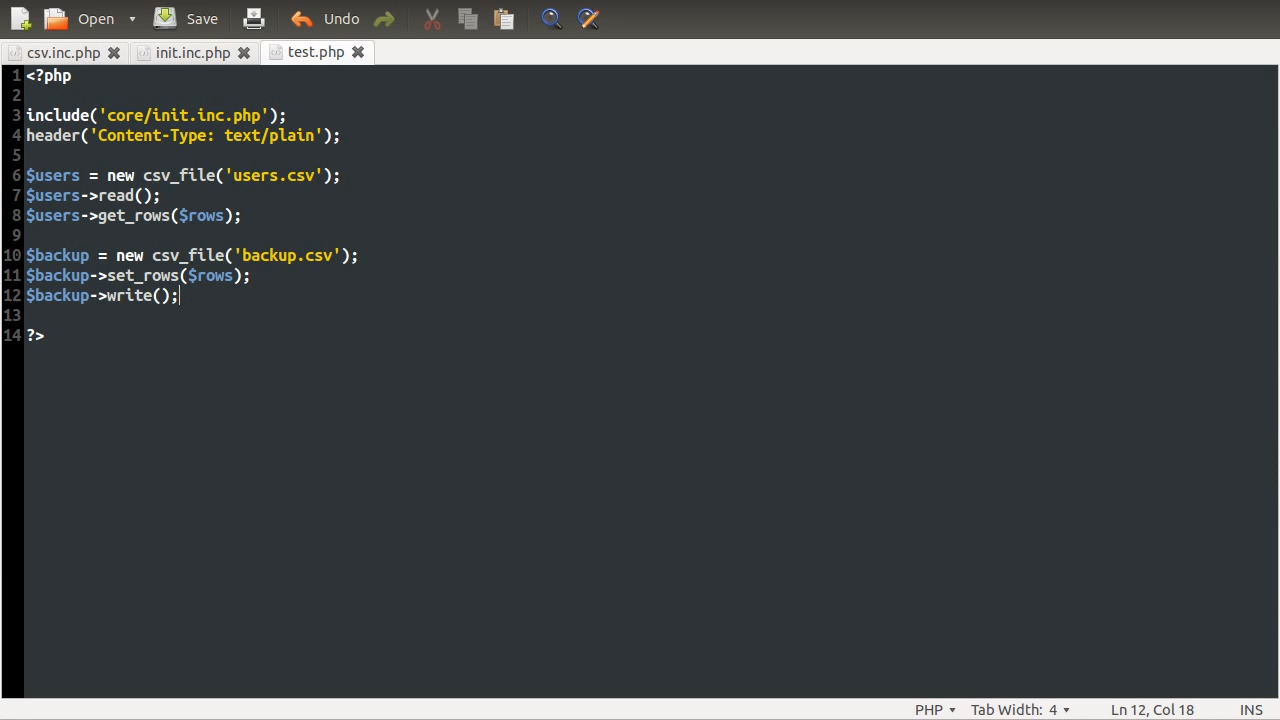 Open Save Undo
csv.inc.php init.inc.php test.php
1 <?php
2
3 include('core/init.inc.php');
4 header('Content-Type: text/plain');
5
6 $users = new csv_file('users.csv');
7 $users->read();
8 $users->get_rows($rows);
9
10 $backup = new csv_file('backup.csv');
11 $backup->set_rows($rows);
12 $backup->write();
13
14 ?>
PHP Tab Width: 4 Ln 12, Col 18 INS